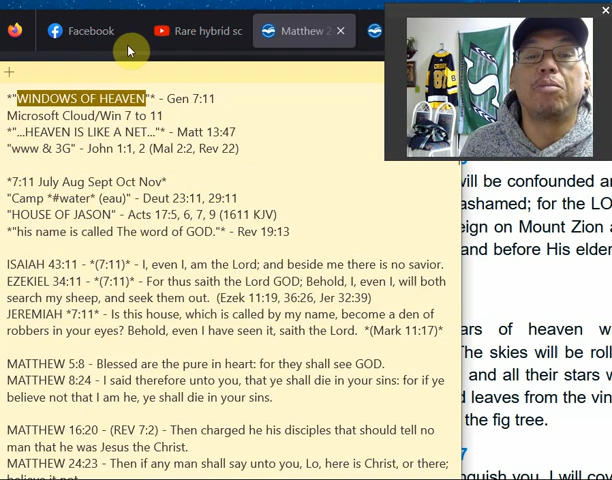 Facebook
Rare hybrid sc
Matthew 2
+
*"WINDOWS OF HEAVEN"* - Gen 7:11
Microsoft Cloud/Win 7 to 11
*"...HEAVEN IS LIKE A NET..."* - Matt 13:47
"www & 3G" - John 1:1, 2 (Mal 2:2, Rev 22)
*7:11 July Aug Sept Oct Nov*
"Camp *#water* (eau)" - Deut 23:11, 29:11
"HOUSE OF JASON" - Acts 17:5, 6, 7, 9 (1611 KJV)
*"his name is called The word of GOD."* - Rev 19:13
ISAIAH 43:11 - *(7:11)* - I, even I, am the Lord; and beside me there is no savior.
EZEKIEL 34:11 - *(7:11)* - For thus saith the Lord GOD; Behold, I, even I, will both
search my sheep, and seek them out. (Ezek 11:19, 36:26, Jer 32:39)
JEREMIAH *7:11* - Is this house, which is called by my name, become a den of
robbers in your eyes? Behold, even I have seen it, saith the Lord. *(Mark 11:17)*
MATTHEW 5:8 - Blessed are the pure in heart: for they shall see GOD.
MATTHEW 8:24 - I said therefore unto you, that ye shall die in your sins: for if ye
believe not that I am he, ye shall die in your sins.
MATTHEW 16:20 - (REV 7:2) - Then charged he his disciples that should tell no
man that he was Jesus the Christ.
MATTHEW 24:23 - Then if any man shall say unto you, Lo, here is Christ, or there;
believe it not.
will be confounded an
ashamed; for the LO
eign on Mount Zion a
and before His elder
ars of heaven w
The skies will be roll
and all their stars w
leaves from the vin
the fig tree.
7
nguish you, I will cov